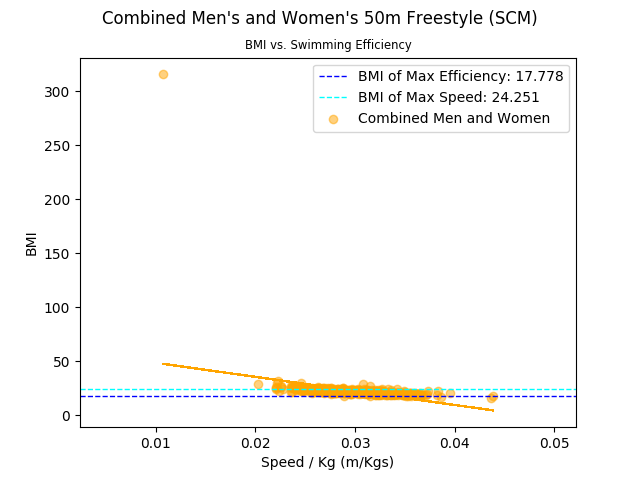 Combined Men's and Women's 50m Freestyle (SCM)
BMI vs. Swimming Efficiency
BMI of Max Efficiency: 17.778
BMI of Max Speed: 24.251
Combined Men and Women
300
250
200
150
100
50
0
BMI
0.01 0.02 0.03 0.04 0.05
Speed / Kg (m/Kgs)